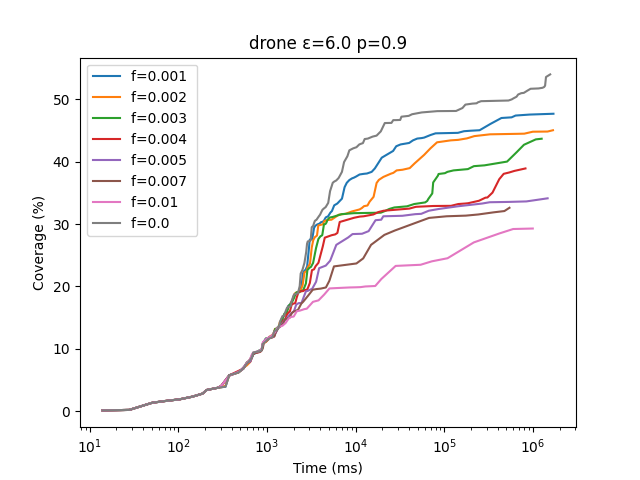 drone ε=6.0 p=0.9
f=0.001
f=0.002
f=0.003
f=0.004
f=0.005
f=0.007
f=0.01
f=0.0
Coverage (%)
50
40
30
20
10
0
10¹ 10² 10³ 10⁴ 10⁵ 10⁶
Time (ms)